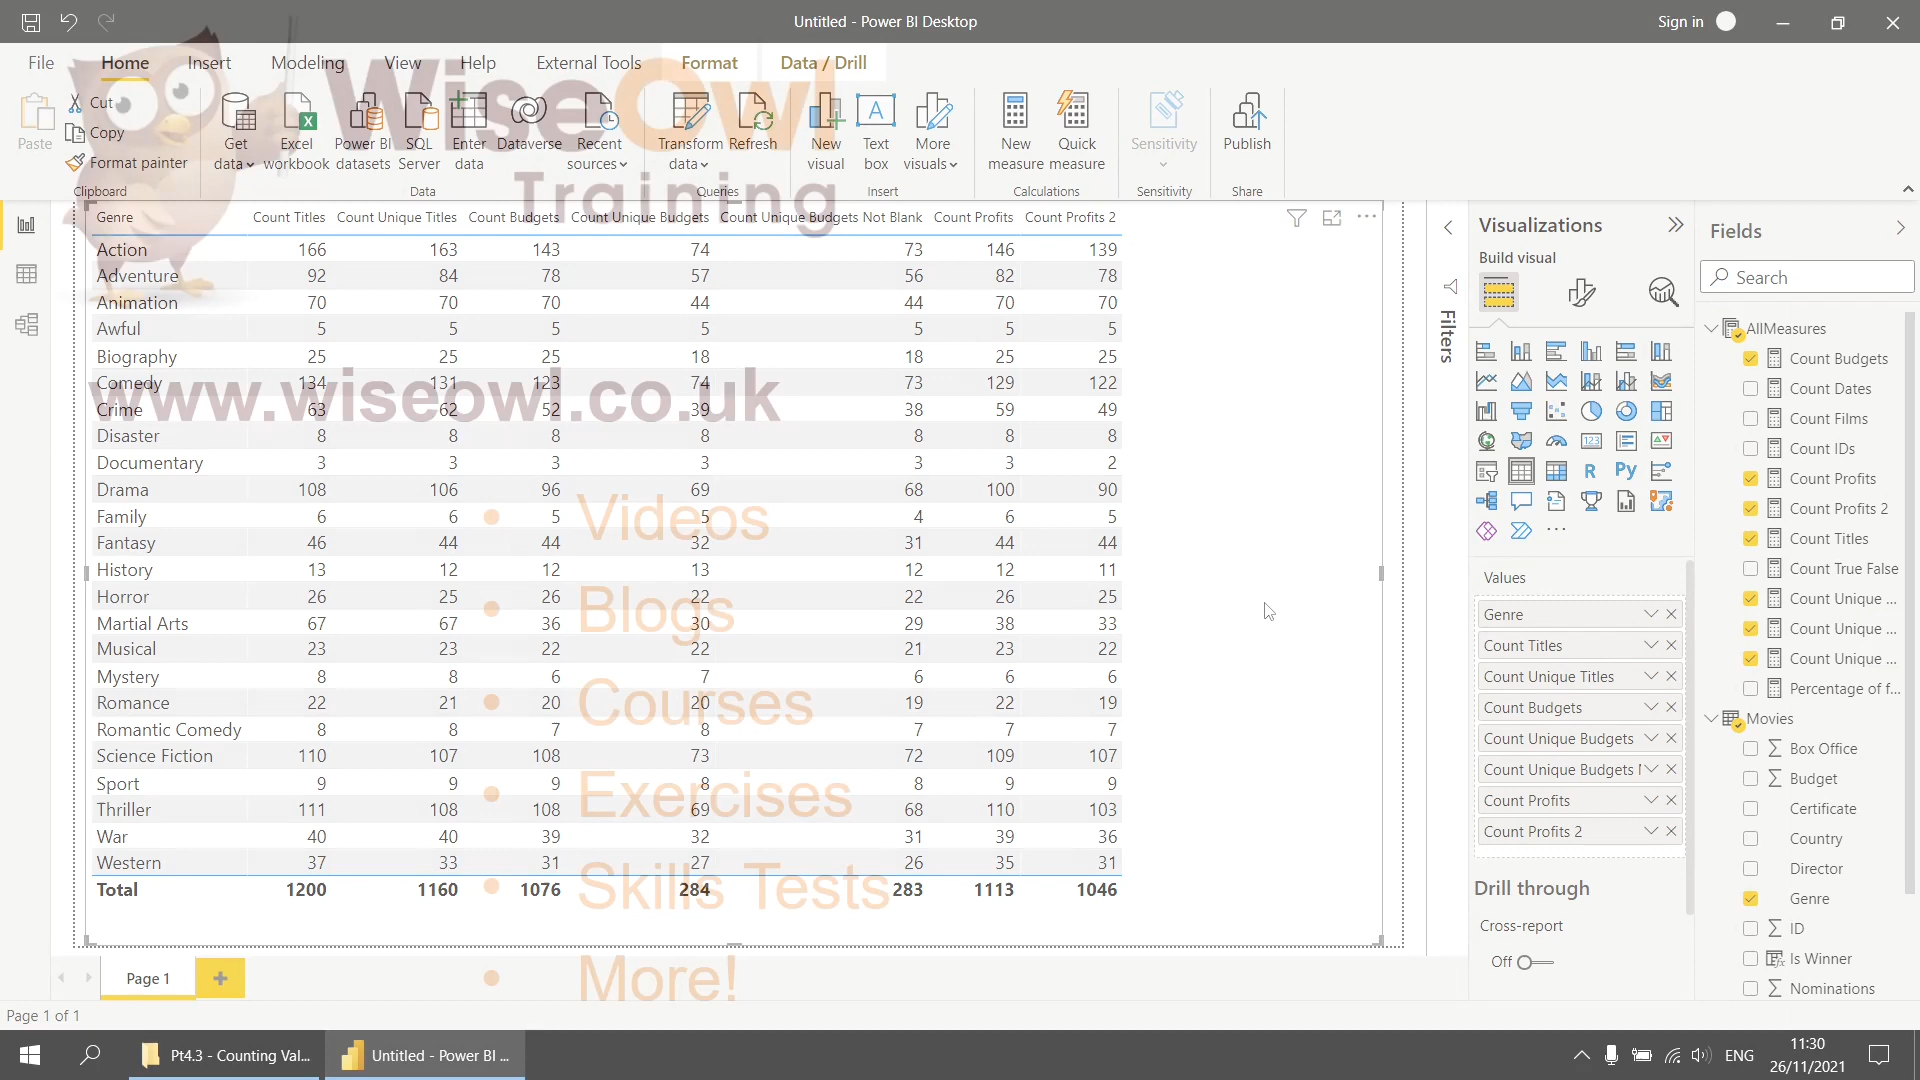 Untitled - Power BI Desktop
Sign in
File Home Insert Modeling View Help External Tools Format Data / Drill
Paste
Cut
Copy
Format painter
Clipboard
Get data
Excel workbook
Power BI datasets
SQL Server
Enter data
Dataverse
Recent sources
Data
Transform data
Refresh
Queries
New visual
Text box
More visuals
Insert
New measure
Quick measure
Calculations
Sensitivity
Sensitivity
Publish
Share
WiseOwl
Training
www.wiseowl.co.uk
• Videos
• Blogs
• Courses
• Exercises
• Skills Tests
• More!
Genre Count Titles Count Unique Titles Count Budgets Count Unique Budgets Count Unique Budgets Not Blank Count Profits Count Profits 2
Action 166 163 143 74 73 146 139
Adventure 92 84 78 57 56 82 78
Animation 70 70 70 44 44 70 70
Awful 5 5 5 5 5 5 5
Biography 25 25 25 18 18 25 25
Comedy 134 131 123 74 73 129 122
Crime 63 62 52 39 38 59 49
Disaster 8 8 8 8 8 8 8
Documentary 3 3 3 3 3 3 2
Drama 108 106 96 69 68 100 90
Family 6 6 5 5 4 6 5
Fantasy 46 44 44 32 31 44 44
History 13 12 12 13 12 12 11
Horror 26 25 26 22 22 26 25
Martial Arts 67 67 36 30 29 38 33
Musical 23 23 22 22 21 23 22
Mystery 8 8 6 7 6 6 6
Romance 22 21 20 20 19 22 19
Romantic Comedy 8 8 7 8 7 7 7
Science Fiction 110 107 108 73 72 109 107
Sport 9 9 9 8 8 9 9
Thriller 111 108 108 69 68 110 103
War 40 40 39 32 31 39 36
Western 37 33 31 27 26 35 31
Total 1200 1160 1076 284 283 1113 1046
Filters
Visualizations
Build visual
123
R
Py
Values
Genre
Count Titles
Count Unique Titles
Count Budgets
Count Unique Budgets
Count Unique Budgets
Count Profits
Count Profits 2
Drill through
Cross-report
Off
Fields
Search
AllMeasures
Count Budgets
Count Dates
Count Films
Count IDs
Count Profits
Count Profits 2
Count Titles
Count True False
Count Unique ...
Count Unique ...
Count Unique ...
Percentage of f...
Movies
Box Office
Budget
Certificate
Country
Director
Genre
ID
Is Winner
Nominations
Page 1
Page 1 of 1
Pt4.3 - Counting Val...
Untitled - Power BI ...
ENG
11:30
26/11/2021